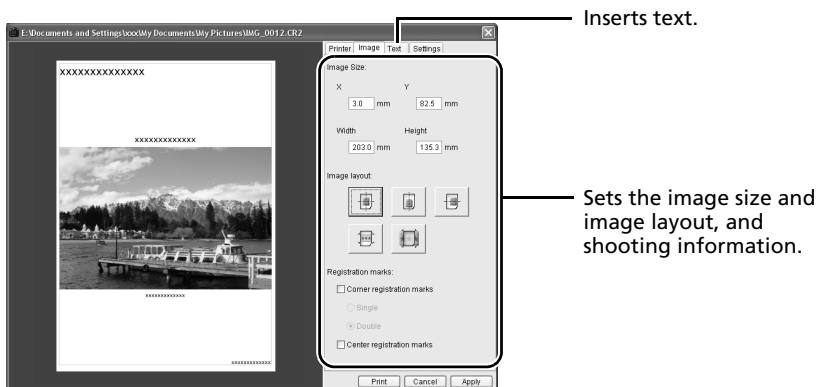 E:\Documents and Settings\xxx\My Documents\My Pictures\IMG_0012.CR2
Inserts text.
Printer Image Text Settings
xxxxxxxxxxxxxx
xxxxxxxxxxxxx
xxxxxxxxxxxxx
xxxxxxxxxxxxx
Image Size:
X Y
3.0 mm 82.5 mm
Width Height
203.0 mm 135.3 mm
Image layout:
Sets the image size and
image layout, and
shooting information.
Registration marks:
Corner registration marks
Single
Double
Center registration marks
Print Cancel Apply